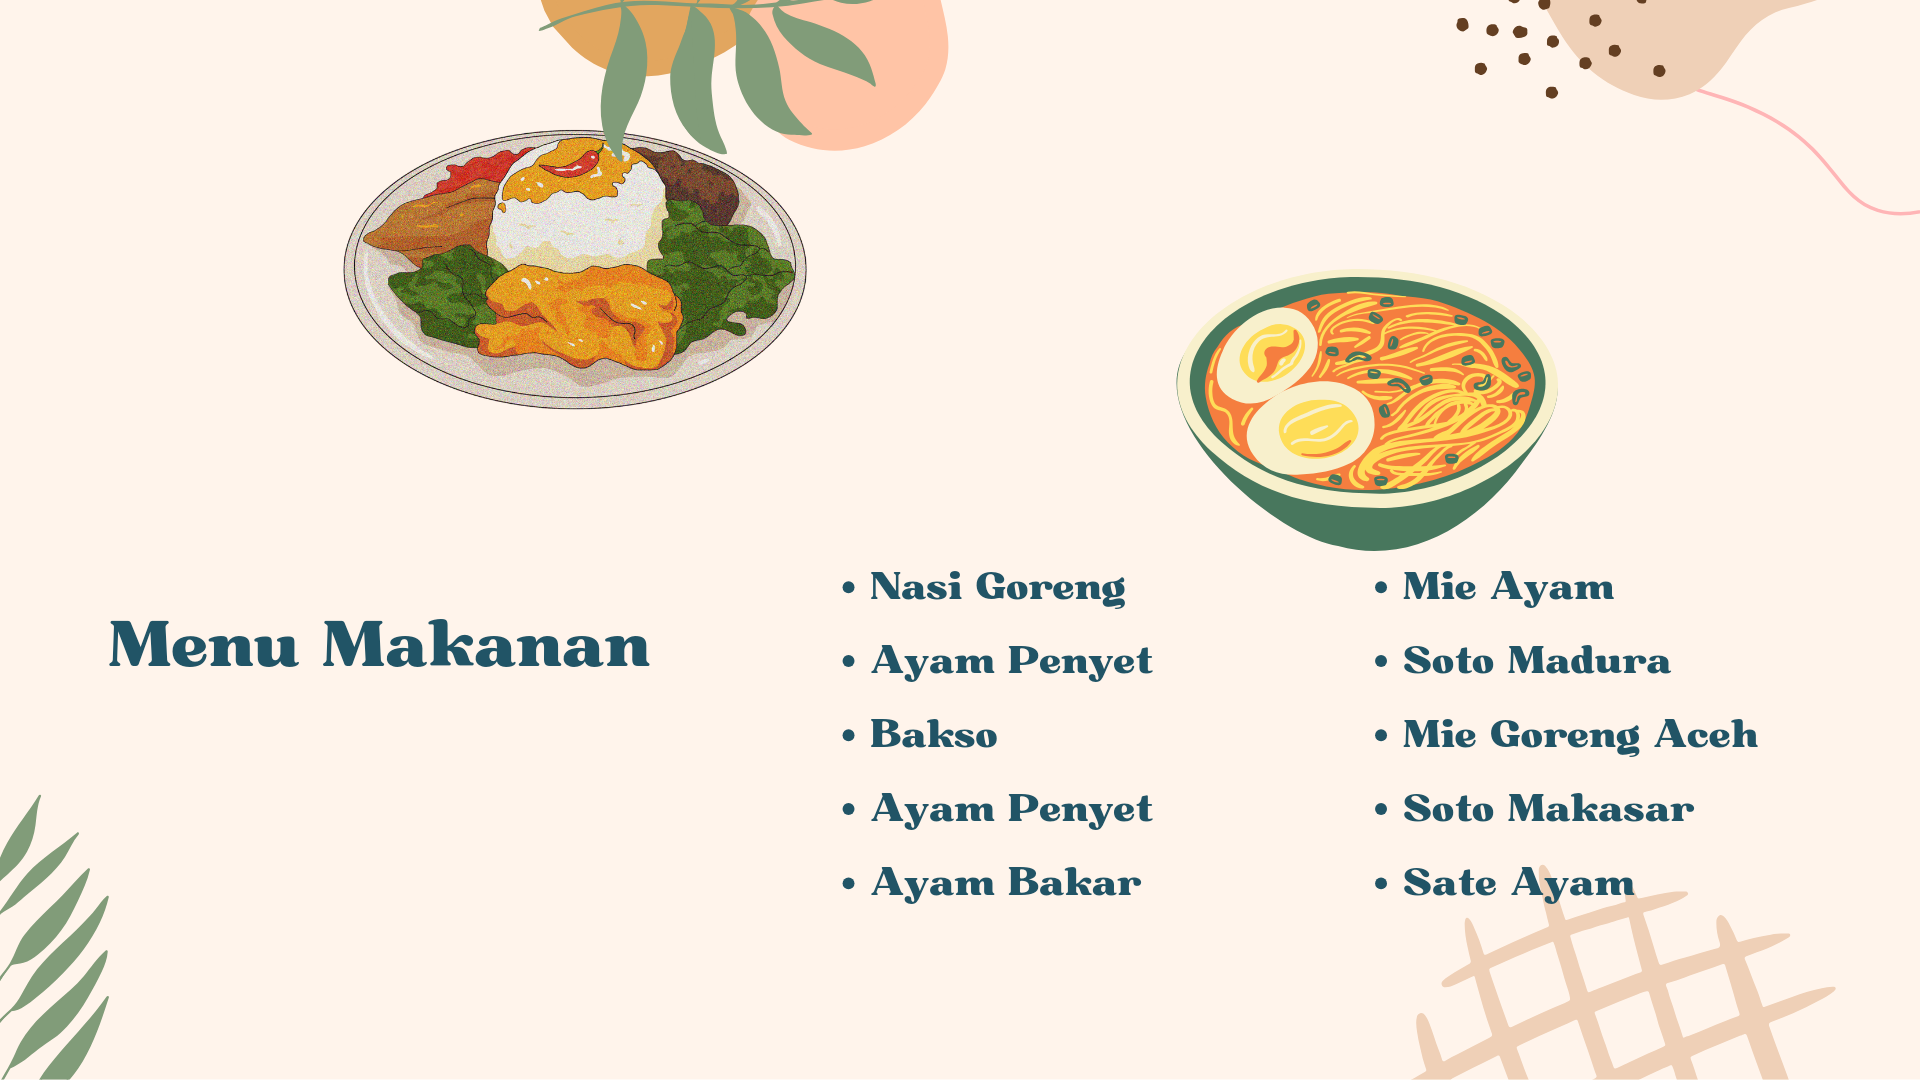 Menu Makanan
• Nasi Goreng
• Ayam Penyet
• Bakso
• Ayam Penyet
• Ayam Bakar
• Mie Ayam
• Soto Madura
• Mie Goreng Aceh
• Soto Makasar
• Sate Ayam